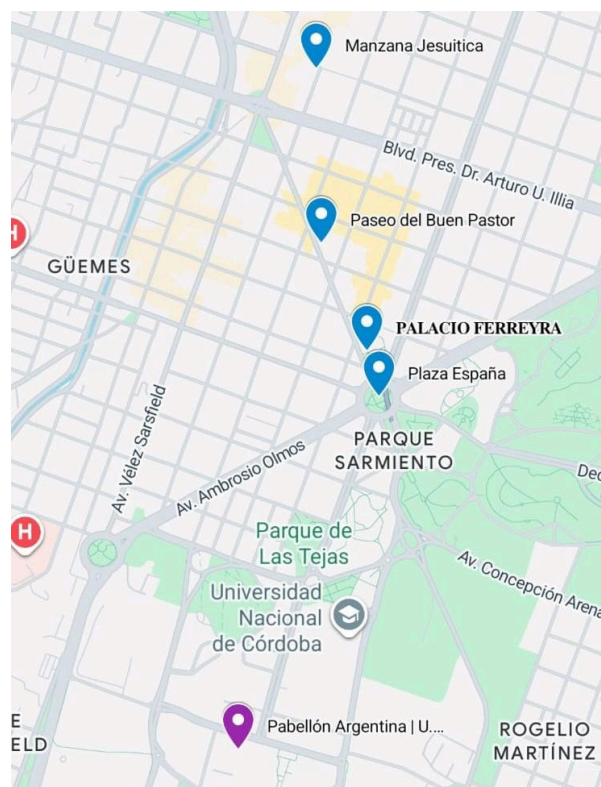 Manzana Jesuitica
Blvd. Pres. Dr. Arturo U. Illia
Paseo del Buen Pastor
H
GÜEMES
PALACIO FERREYRA
Plaza España
Av. Vélez Sarsfield
PARQUE
SARMIENTO
Av. Ambrosio Olmos
Dec
H
Parque de
Las Tejas
Av. Concepción Arena
Universidad
Nacional
de Córdoba
Pabellón Argentina | U....
E
ELD
ROGELIO
MARTÍNEZ